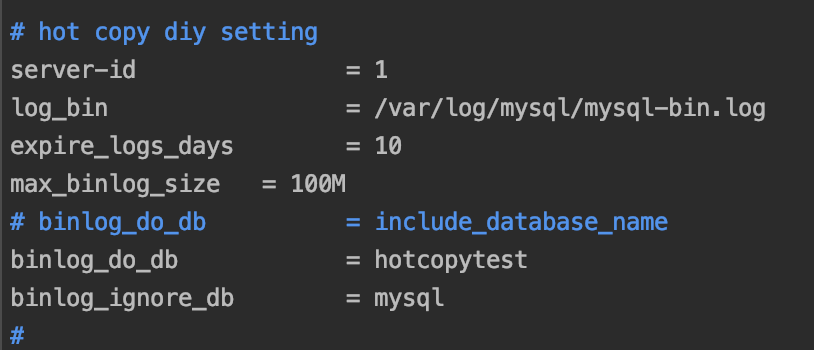 # hot copy diy setting
server-id = 1
log_bin = /var/log/mysql/mysql-bin.log
expire_logs_days = 10
max_binlog_size = 100M
# binlog_do_db = include_database_name
binlog_do_db = hotcopytest
binlog_ignore_db = mysql
#